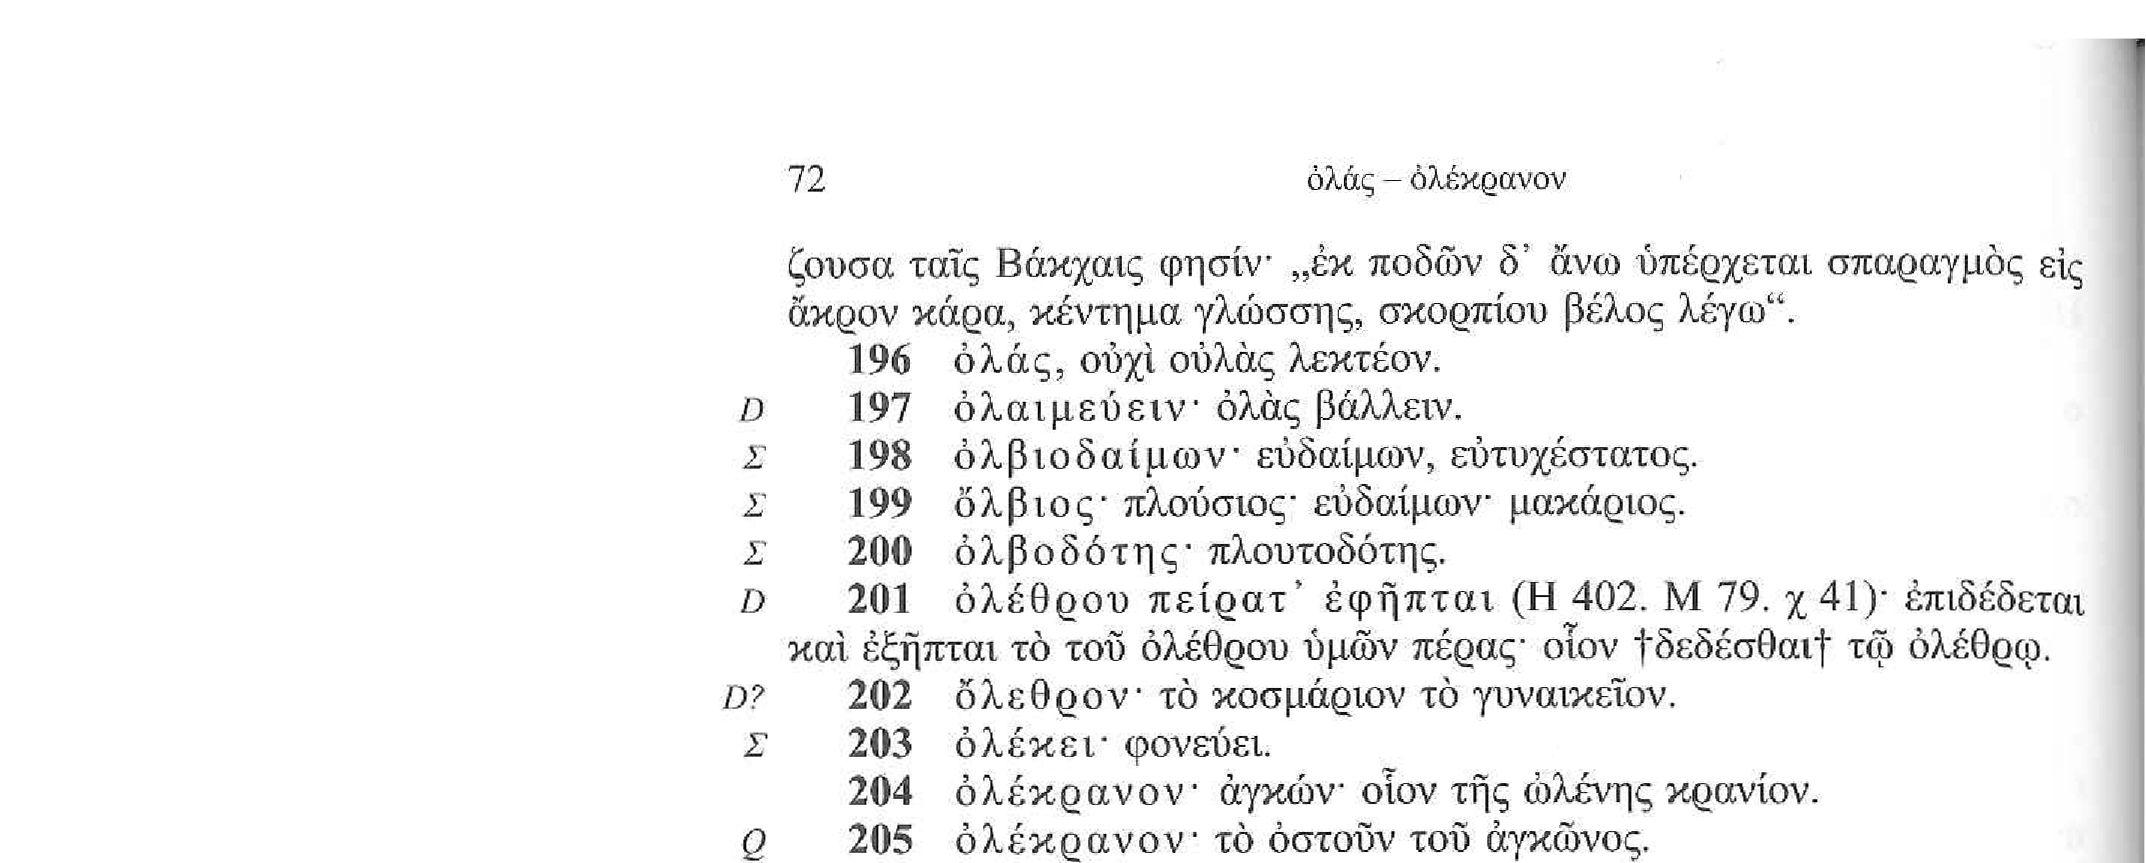 72 ὀλάς – ὀλέκρανον
ζουσα ταῖς Βάκχαις φησίν· „ἐκ ποδῶν δ’ ἄνω ὑπέρχεται σπαραγμὸς εἰς
ἄκρον κάρα, κέντημα γλώσσης, σκορπίου βέλος λέγω“.
196 ὀλάς, οὐχὶ οὐλὰς λεκτέον.
D 197 ὀλαιμεύειν· ὀλὰς βάλλειν.
Σ 198 ὀλβιοδαίμων· εὐδαίμων, εὐτυχέστατος.
Σ 199 ὄλβιος· πλούσιος· εὐδαίμων· μακάριος.
Σ 200 ὀλβοδότης· πλουτοδότης.
D 201 ὀλέθρου πείρατ’ ἐφῆπται (Η 402. Μ 79. χ 41)· ἐπιδέδεται
καὶ ἐξῆπται τὸ τοῦ ὀλέθρου ὑμῶν πέρας· οἷον †δεδέσθαι† τῷ ὀλέθρῳ.
D? 202 ὄλεθρον· τὸ κοσμάριον τὸ γυναικεῖον.
Σ 203 ὀλέκει· φονεύει.
204 ὀλέκρανον· ἀγκών· οἷον τῆς ὠλένης κρανίον.
Q 205 ὀλέκρανον· τὸ ὀστοῦν τοῦ ἀγκῶνος.